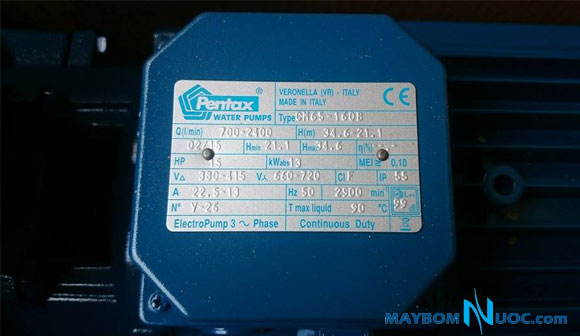 Pentax ®
WATER PUMPS
VERONELLA (VR) - ITALY
MADE IN ITALY
CE
Type CM65-160B
Q(l/min) 700-2400 H(m) 34.6-21.1
02/15 Hmin 21.1 Hmax 34.6 η(%)
HP 15 kWabs 13 MEI ≥ 0,10
V△ 380-415 V⅄ 660-720 Cl F IP 55
A 22.5-13 Hz 50 2900 min⁻¹
N° V-26 T max liquid 90 °C 99
ElectroPump 3 ∿ Phase Continuous Duty
MAYBOMNUOC.com